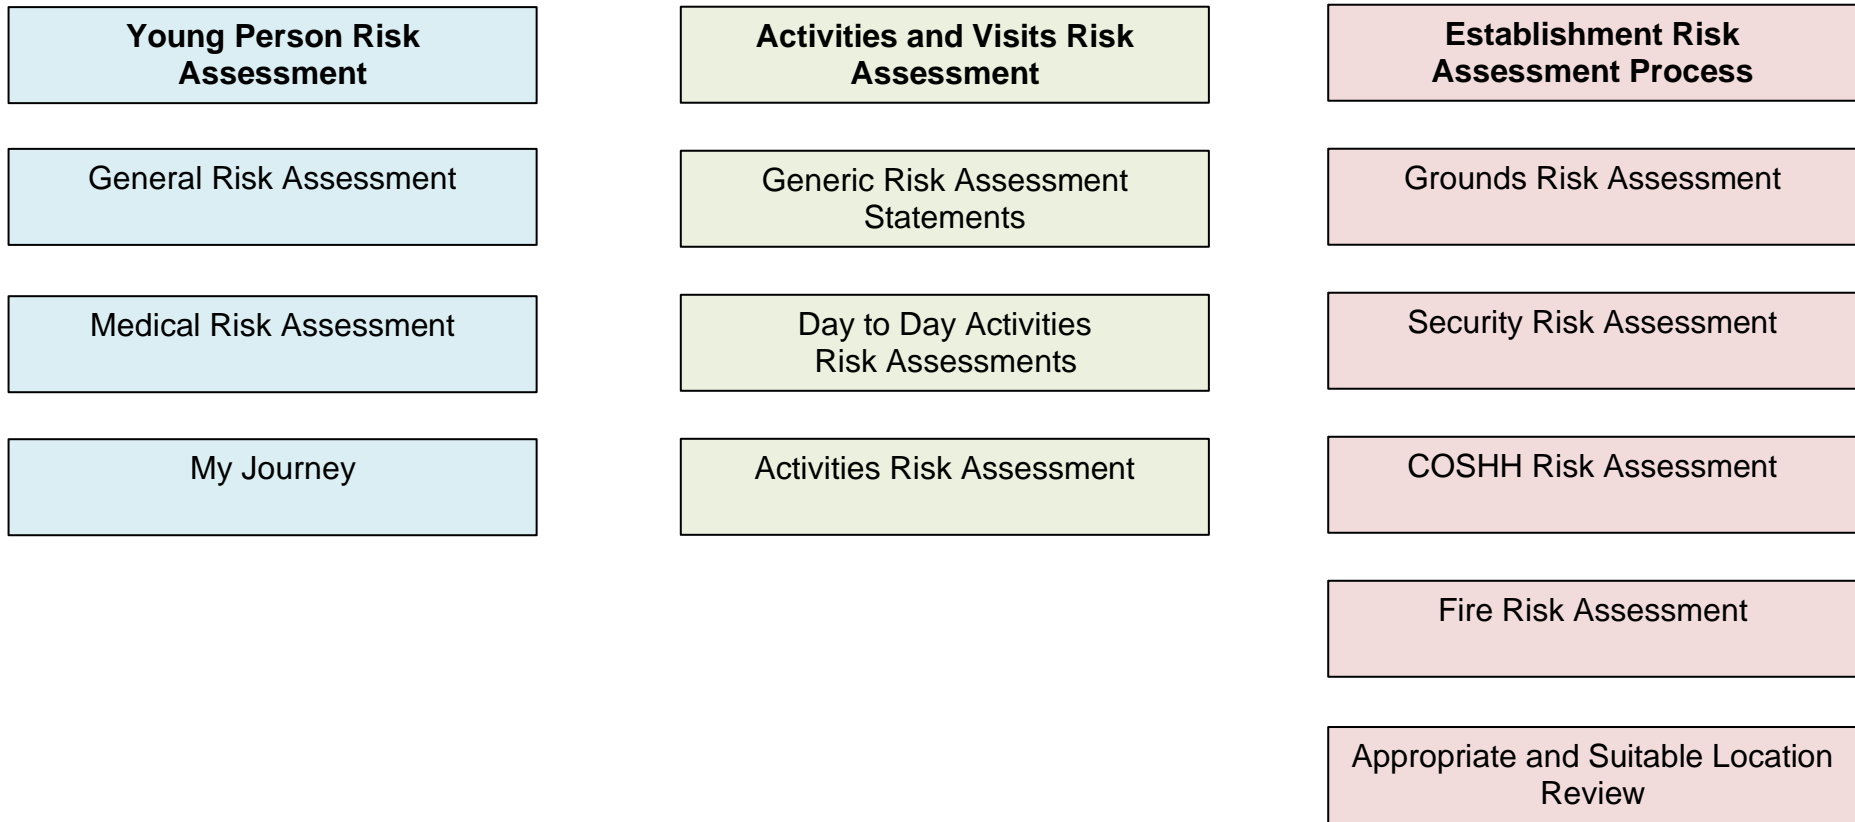 Young Person Risk
Assessment
General Risk Assessment
Medical Risk Assessment
My Journey
Activities and Visits Risk
Assessment
Generic Risk Assessment
Statements
Day to Day Activities
Risk Assessments
Activities Risk Assessment
Establishment Risk
Assessment Process
Grounds Risk Assessment
Security Risk Assessment
COSHH Risk Assessment
Fire Risk Assessment
Appropriate and Suitable Location
Review